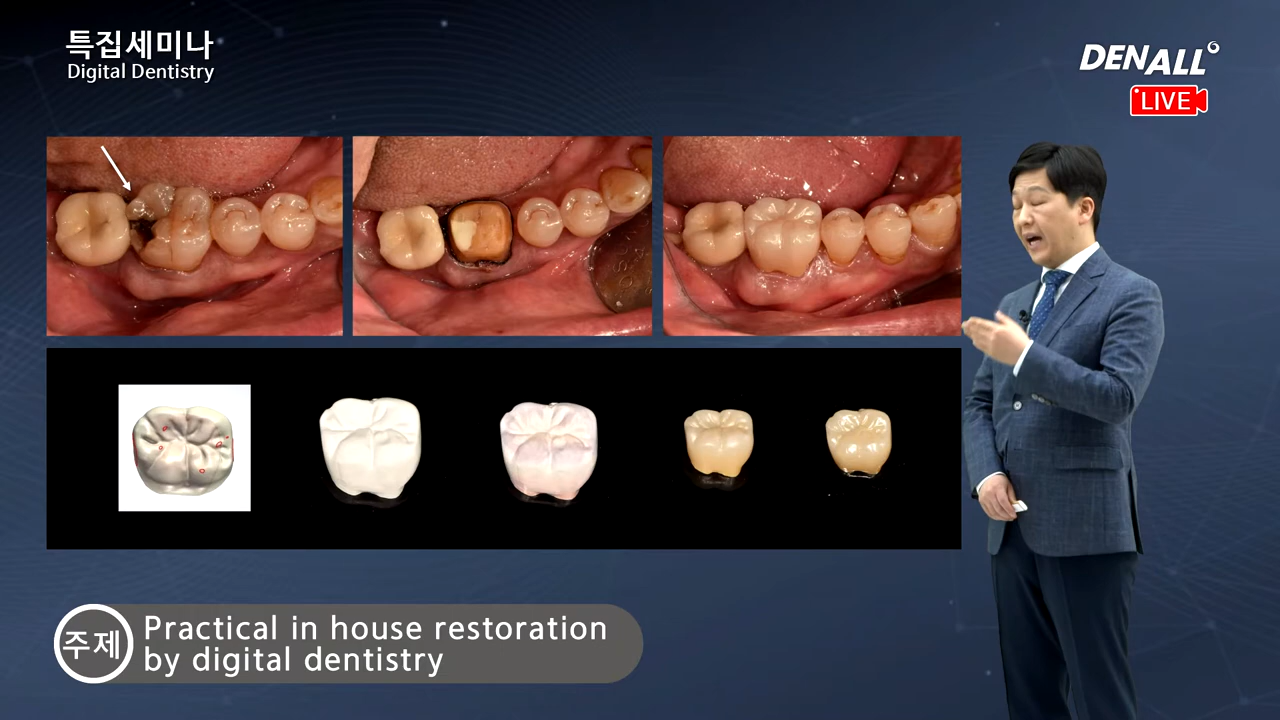 특집세미나
Digital Dentistry
DENALL
LIVE
주제
Practical in house restoration
by digital dentistry